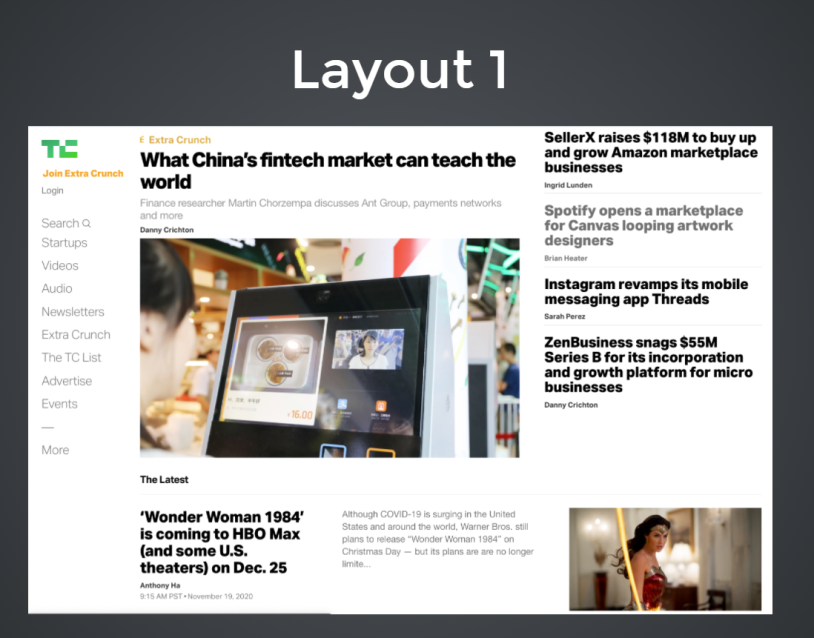 Layout 1
TC
Join Extra Crunch
Login
Search
Startups
Videos
Audio
Newsletters
Extra Crunch
The TC List
Advertise
Events
—
More
Extra Crunch
What China's fintech market can teach the
world
Finance researcher Martin Chorzempa discusses Ant Group, payments networks
and more
Danny Crichton
16.00
SellerX raises $118M to buy up
and grow Amazon marketplace
businesses
Ingrid Lunden
Spotify opens a marketplace
for Canvas looping artwork
designers
Brian Heater
Instagram revamps its mobile
messaging app Threads
Sarah Perez
ZenBusiness snags $55M
Series B for its incorporation
and growth platform for micro
businesses
Danny Crichton
The Latest
'Wonder Woman 1984'
is coming to HBO Max
(and some U.S.
theaters) on Dec. 25
Anthony Ha
9:15 AM PST • November 19, 2020
Although COVID-19 is surging in the United
States and around the world, Warner Bros. still
plans to release “Wonder Woman 1984” on
Christmas Day — but its plans are are no longer
limite...